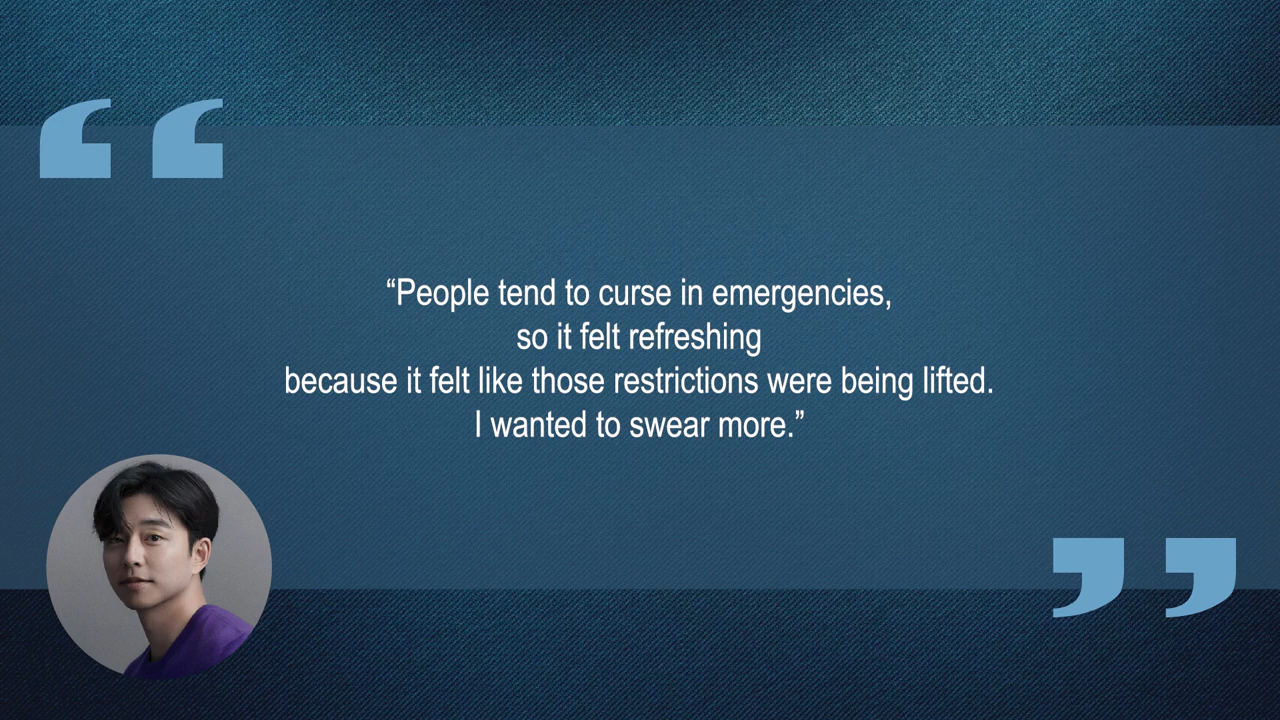 “People tend to curse in emergencies,
so it felt refreshing
because it felt like those restrictions were being lifted.
I wanted to swear more.”